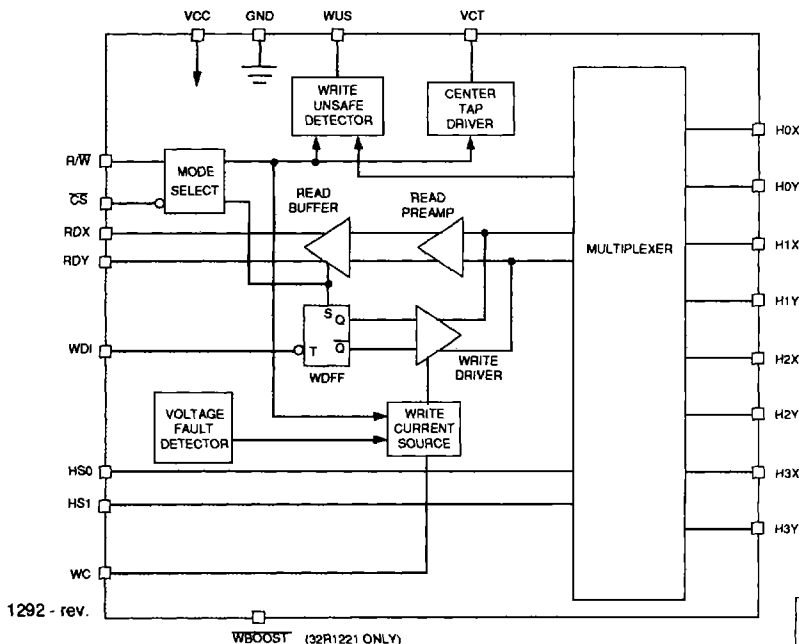 VCC GND WUS VCT
WRITE
UNSAFE
DETECTOR
CENTER
TAP
DRIVER
R/W̅
C̅S̅
RDX
RDY
WDI
HS0
HS1
WC
MODE
SELECT
READ
BUFFER
READ
PREAMP
MULTIPLEXER
S Q
T Q̅
WDFF
WRITE
DRIVER
VOLTAGE
FAULT
DETECTOR
WRITE
CURRENT
SOURCE
H0X
H0Y
H1X
H1Y
H2X
H2Y
H3X
H3Y
1292 - rev.
W̅B̅O̅O̅S̅T̅ (32R1221 ONLY)